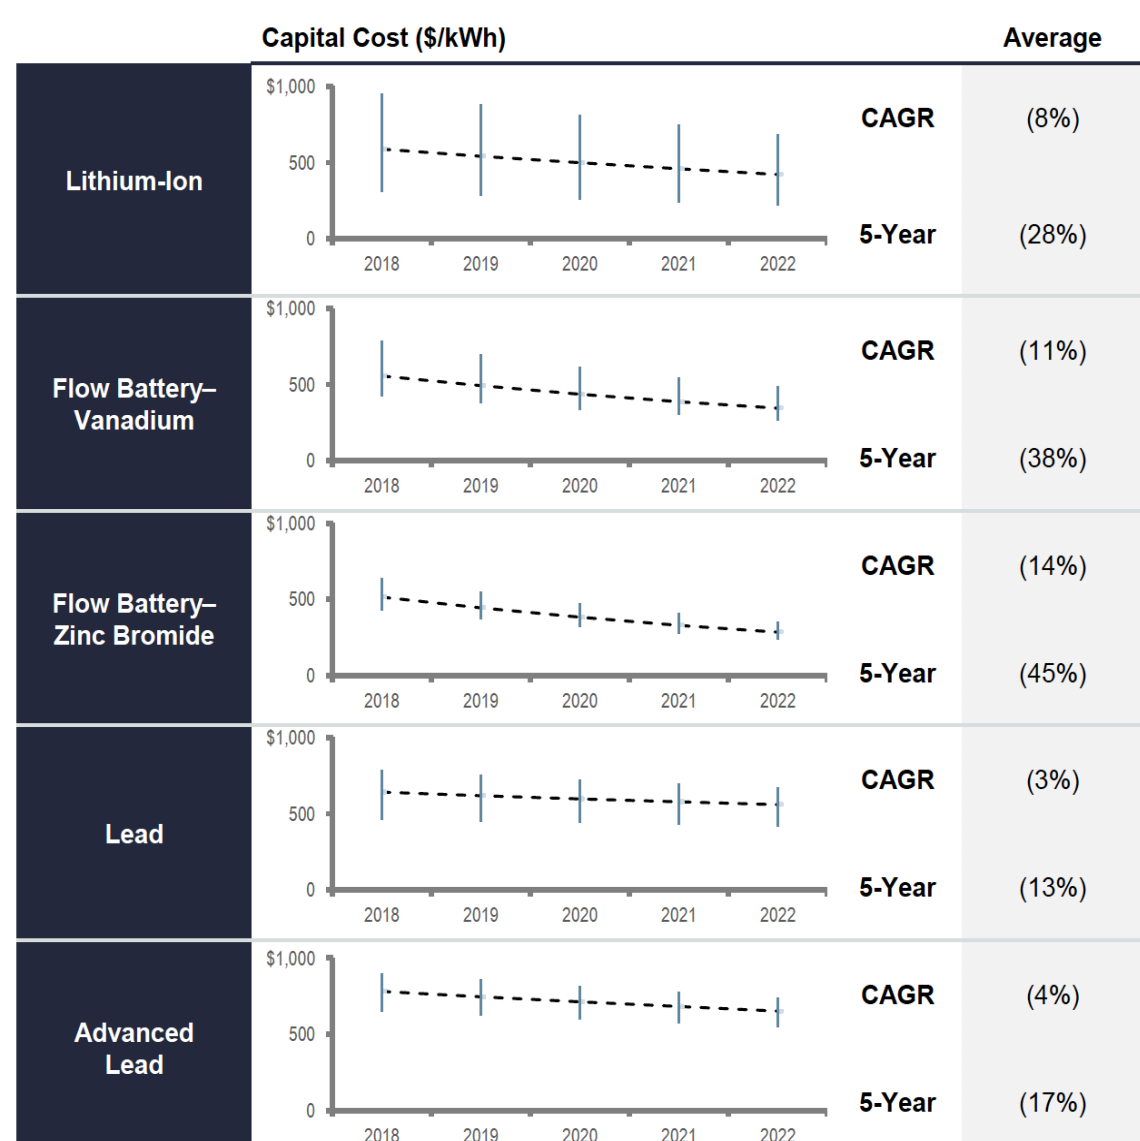 Capital Cost ($/kWh) Average
Lithium-Ion
$1,000
500
0
2018 2019 2020 2021 2022
CAGR (8%)
5-Year (28%)
Flow Battery–
Vanadium
$1,000
500
0
2018 2019 2020 2021 2022
CAGR (11%)
5-Year (38%)
Flow Battery–
Zinc Bromide
$1,000
500
0
2018 2019 2020 2021 2022
CAGR (14%)
5-Year (45%)
Lead
$1,000
500
0
2018 2019 2020 2021 2022
CAGR (3%)
5-Year (13%)
Advanced
Lead
$1,000
500
0
2018 2019 2020 2021 2022
CAGR (4%)
5-Year (17%)